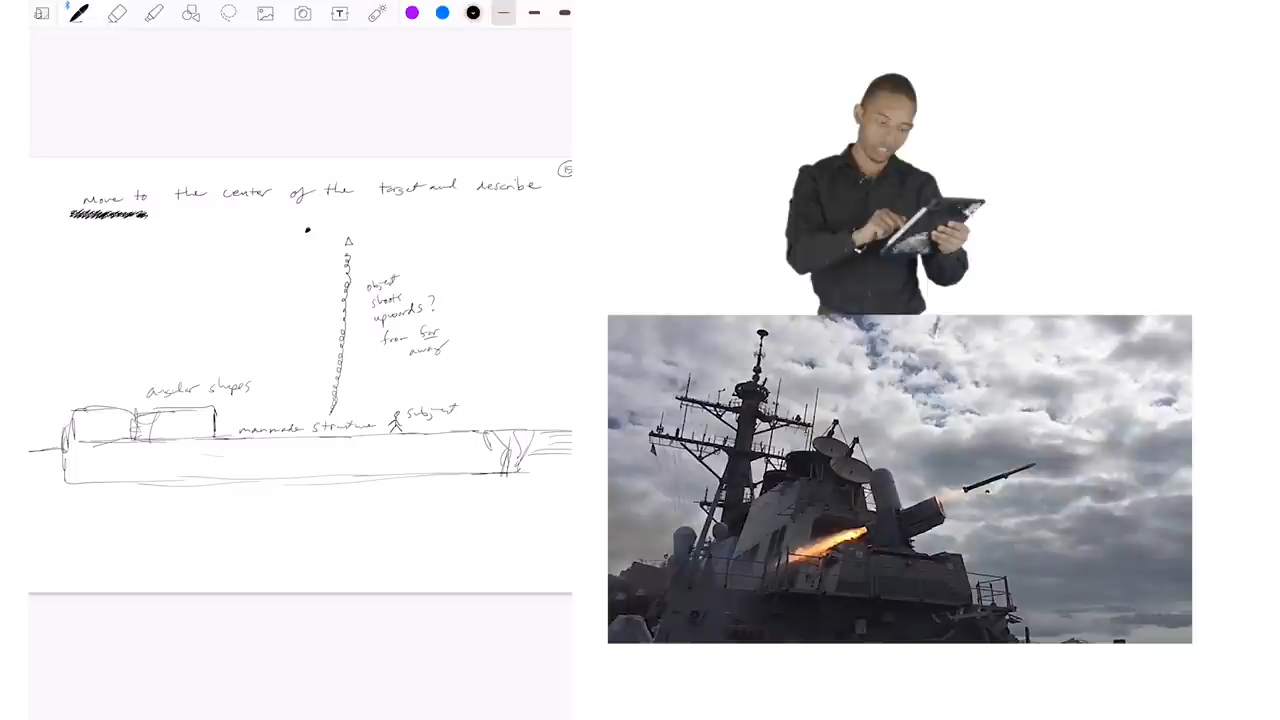 15
Move to the center of the target and describe
object
shoots
upwards?
from far
away
angular shapes
subject
manmade structure
T